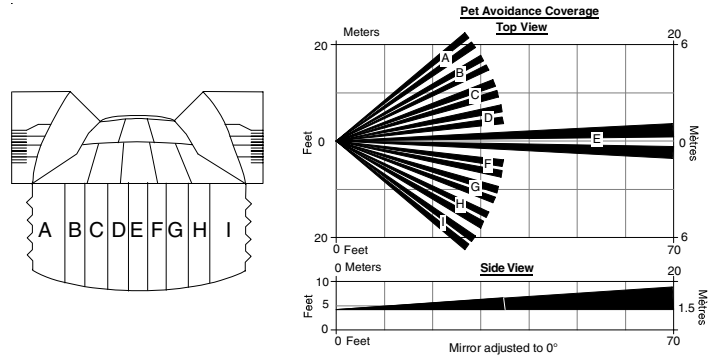 Pet Avoidance Coverage
Top View
Meters
20
20
6
A
B
C
D
E
F
G
H
I
Feet
0
0
Mètres
20
6
0 Feet
70
A B C D E F G H I
0 Meters
Side View
20
10
5
0
Feet
1.5
Mètres
0 Feet
70
Mirror adjusted to 0°